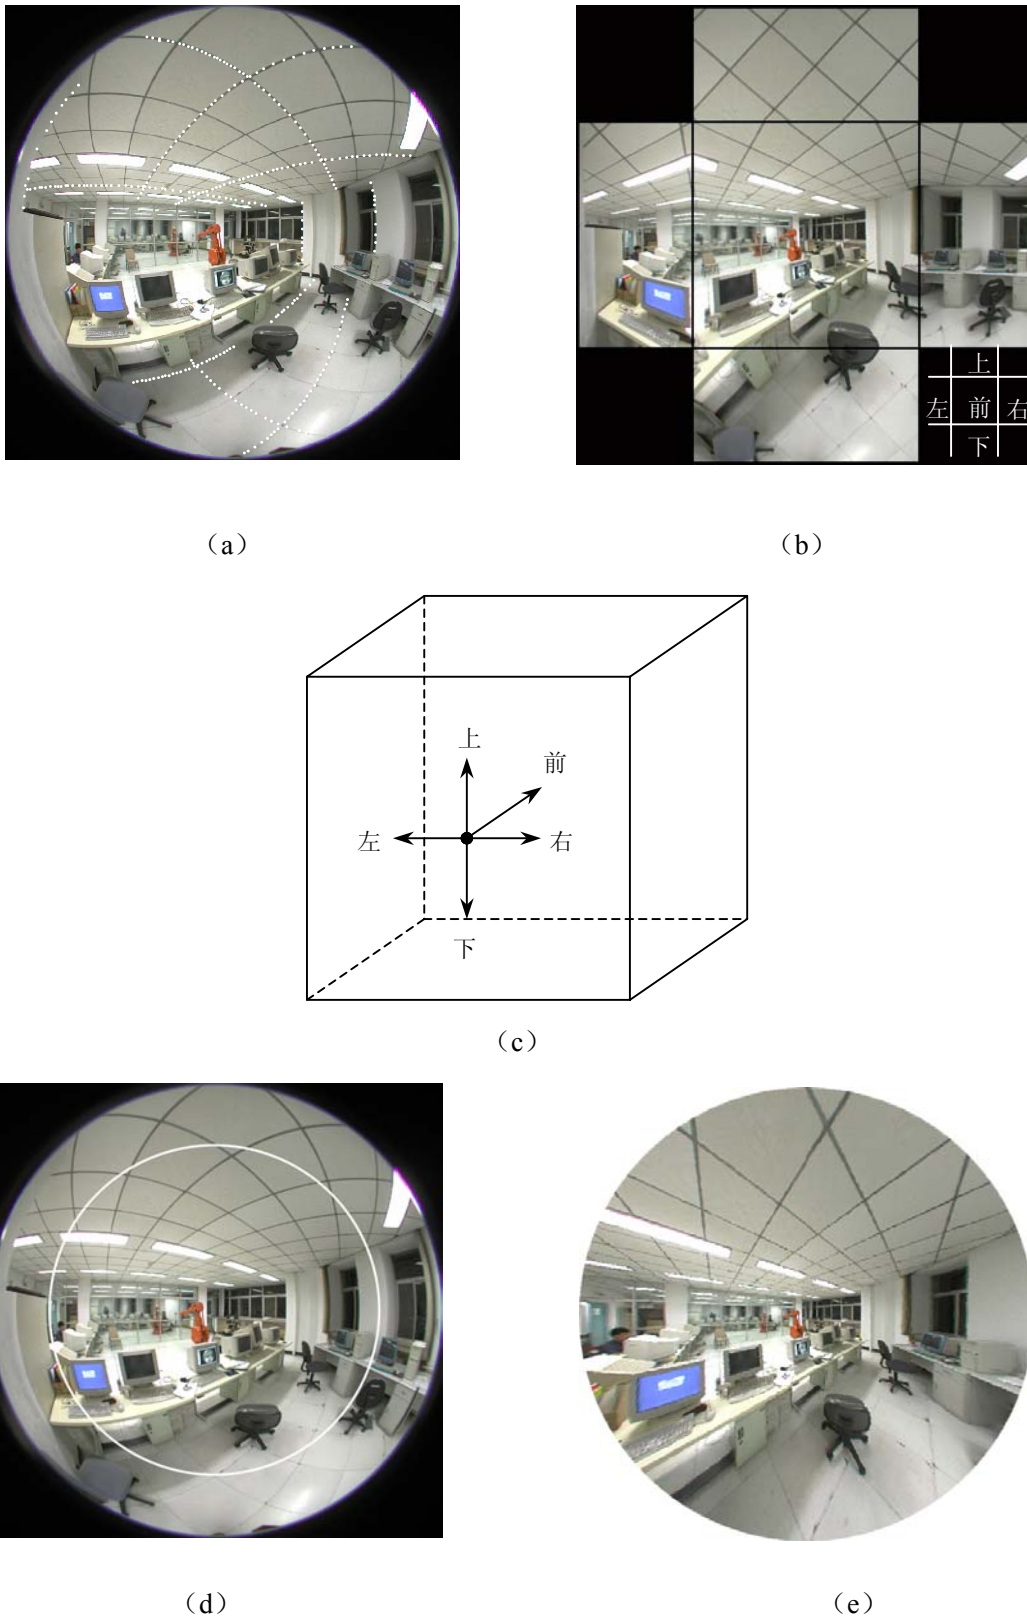 上
左 前 右
下
（a）
（b）
上
前
左
右
下
（c）
（d）
（e）